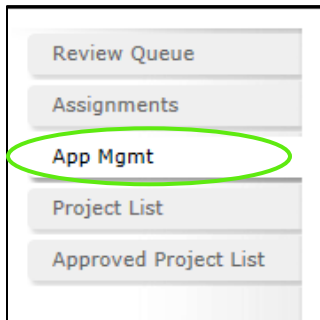 Review Queue
Assignments
App Mgmt
Project List
Approved Project List